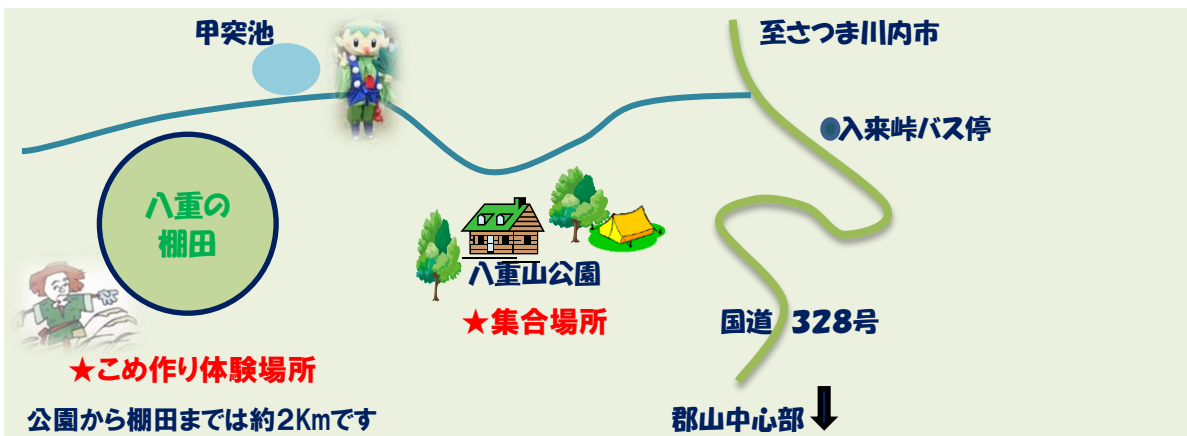 甲突池
至さつま川内市
入来峠バス停
八重の
棚田
八重山公園
★集合場所
国道 328号
★こめ作り体験場所
公園から棚田までは約2Kmです
郡山中心部